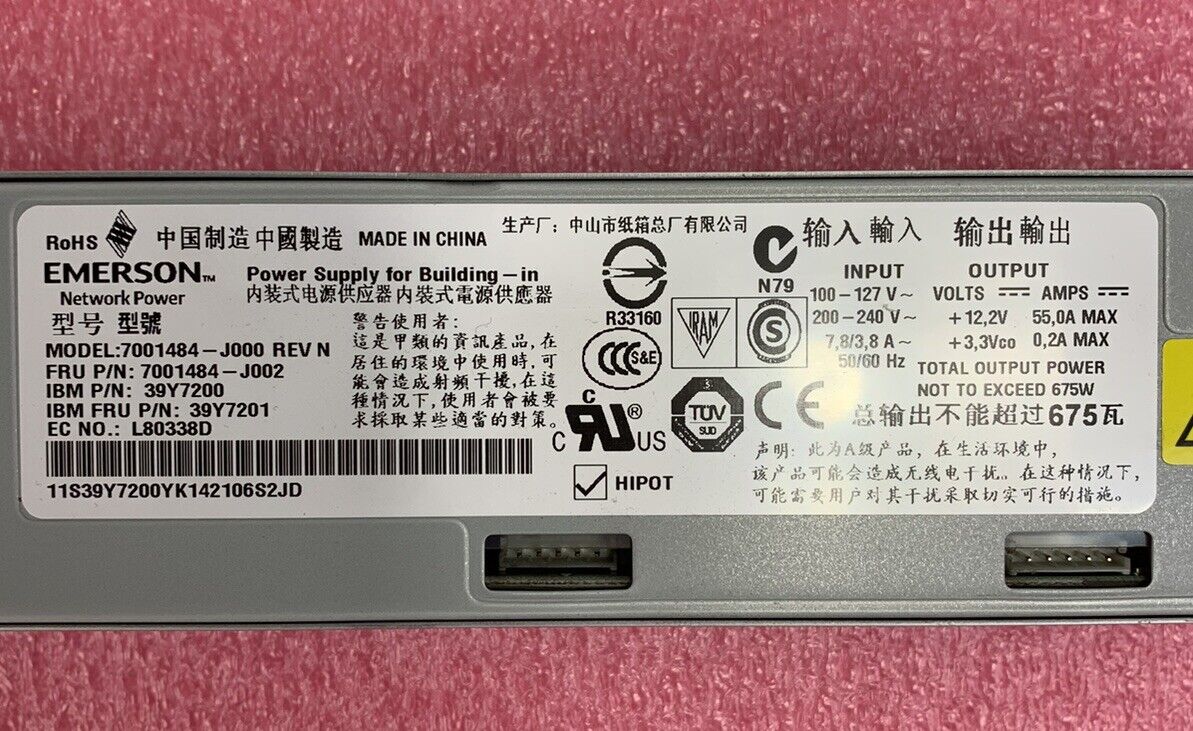 RoHS
中国制造 中國製造 MADE IN CHINA
EMERSON™
Network Power
Power Supply for Building-in
内装式电源供应器 内裝式電源供應器
型号 型號
MODEL:7001484-J000 REV N
FRU P/N: 7001484-J002
IBM P/N: 39Y7200
IBM FRU P/N: 39Y7201
EC NO.: L80338D
11S39Y7200YK142106S2JD
警告使用者:
這是甲類的資訊產品,在
居住的環境中使用時,可
能會造成射頻干擾,在這
種情況下,使用者會被要
求採取某些適當的對策。
生产厂: 中山市纸箱总厂有限公司
R33160
N79
IRAM
S
CCC S&E
C RU ® US
TÜV
SUD
CE
HIPOT
输入 輸入
INPUT
100-127 V~
200-240 V~
7,8/3,8 A~
50/60 Hz
输出 輸出
OUTPUT
VOLTS AMPS
+12,2V 55,0A MAX
+3,3Vco 0,2A MAX
TOTAL OUTPUT POWER
NOT TO EXCEED 675W
总输出不能超过675瓦
声明: 此为A级产品, 在生活环境中,
该产品可能会造成无线电干扰。在这种情况下,
可能需要用户对其干扰采取切实可行的措施。